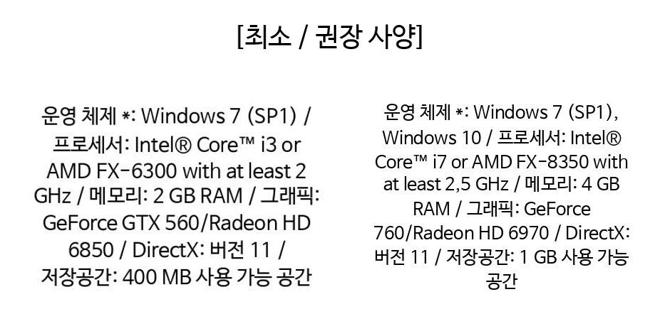 [최소 / 권장 사양]
운영 체제 *: Windows 7 (SP1) /
프로세서: Intel® Core™ i3 or
AMD FX-6300 with at least 2
GHz / 메모리: 2 GB RAM / 그래픽:
GeForce GTX 560/Radeon HD
6850 / DirectX: 버전 11 /
저장공간: 400 MB 사용 가능 공간
운영 체제 *: Windows 7 (SP1),
Windows 10 / 프로세서: Intel®
Core™ i7 or AMD FX-8350 with
at least 2,5 GHz / 메모리: 4 GB
RAM / 그래픽: GeForce
760/Radeon HD 6970 / DirectX:
버전 11 / 저장공간: 1 GB 사용 가능
공간